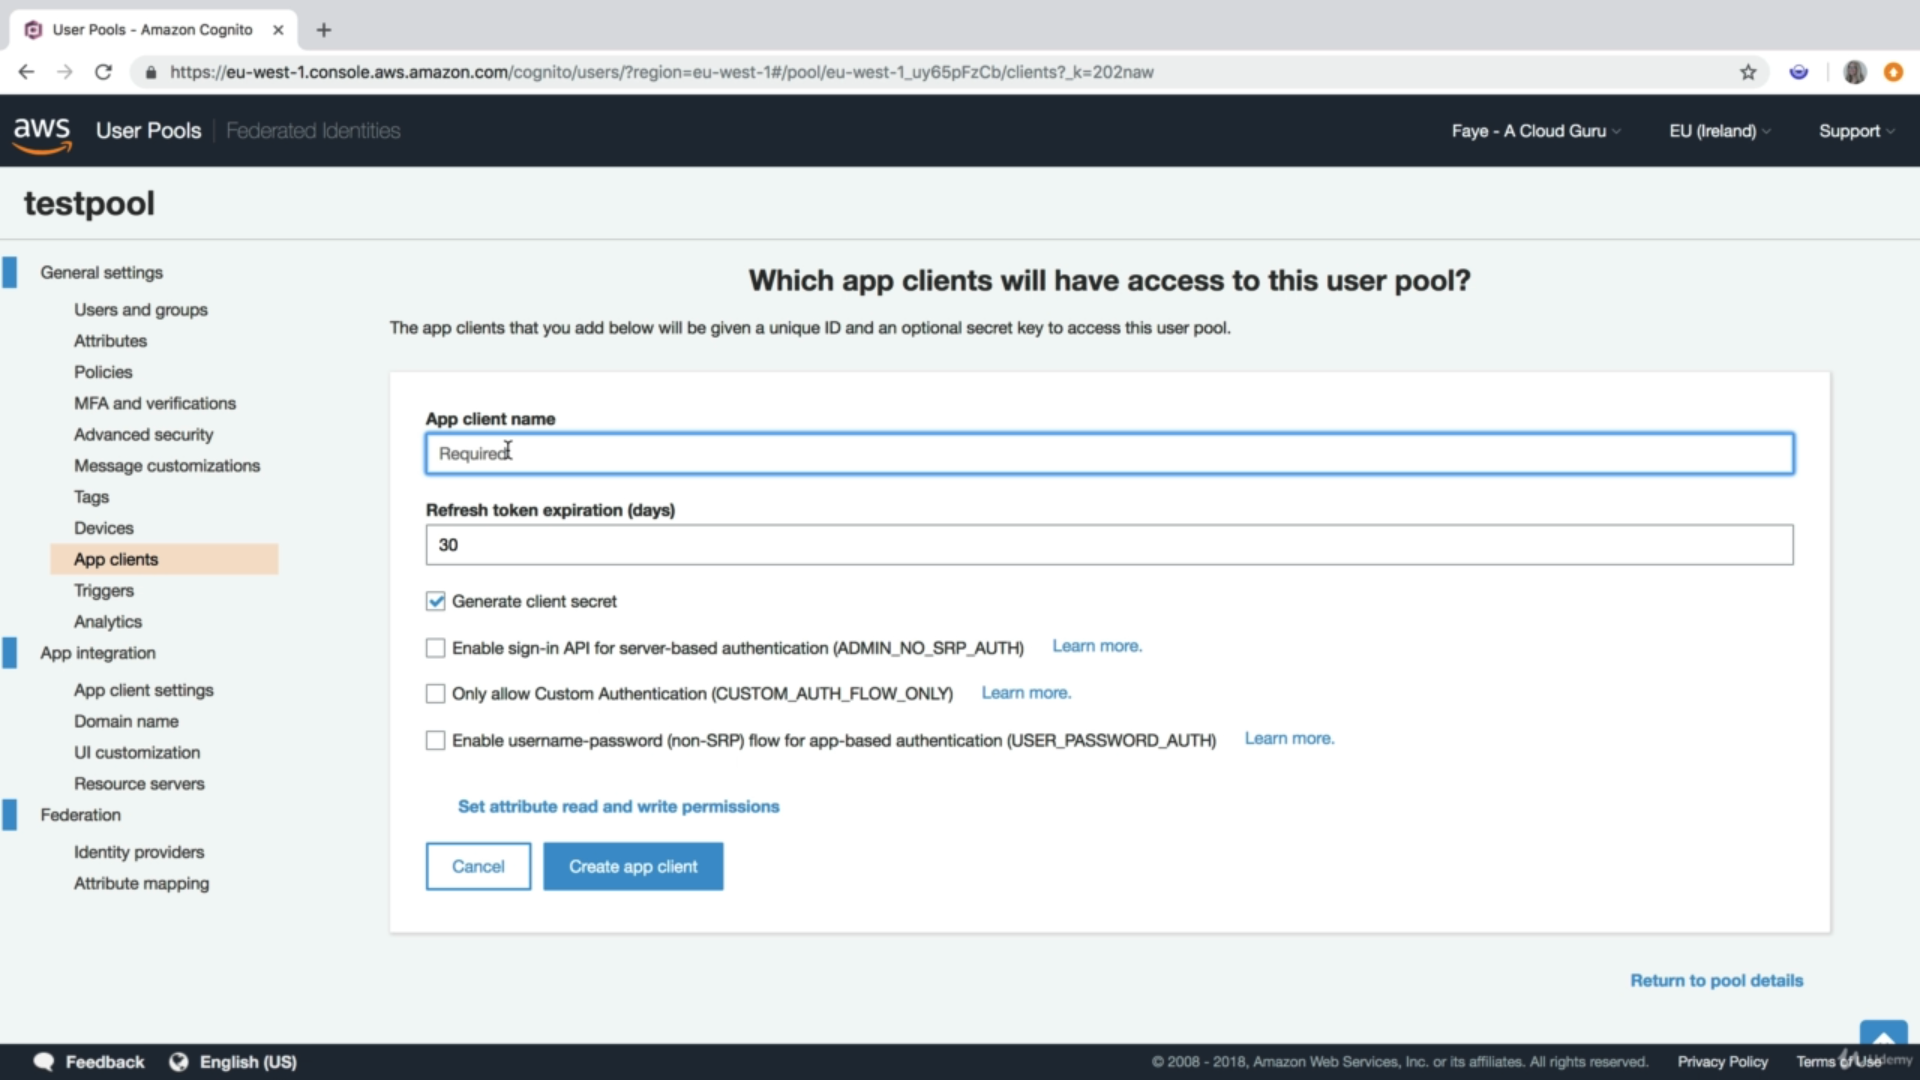 User Pools - Amazon Cognito
https://eu-west-1.console.aws.amazon.com/cognito/users/?region=eu-west-1#/pool/eu-west-1_uy65pFzCb/clients?_k=202naw
aws User Pools Federated Identities Faye - A Cloud Guru EU (Ireland) Support
testpool
General settings
Users and groups
Attributes
Policies
MFA and verifications
Advanced security
Message customizations
Tags
Devices
App clients
Triggers
Analytics
App integration
App client settings
Domain name
UI customization
Resource servers
Federation
Identity providers
Attribute mapping
Which app clients will have access to this user pool?
The app clients that you add below will be given a unique ID and an optional secret key to access this user pool.
App client name
Required
Refresh token expiration (days)
30
Generate client secret
Enable sign-in API for server-based authentication (ADMIN_NO_SRP_AUTH) Learn more.
Only allow Custom Authentication (CUSTOM_AUTH_FLOW_ONLY) Learn more.
Enable username-password (non-SRP) flow for app-based authentication (USER_PASSWORD_AUTH) Learn more.
Set attribute read and write permissions
Cancel Create app client
Return to pool details
Feedback English (US) © 2008 - 2018, Amazon Web Services, Inc. or its affiliates. All rights reserved. Privacy Policy Terms of Use